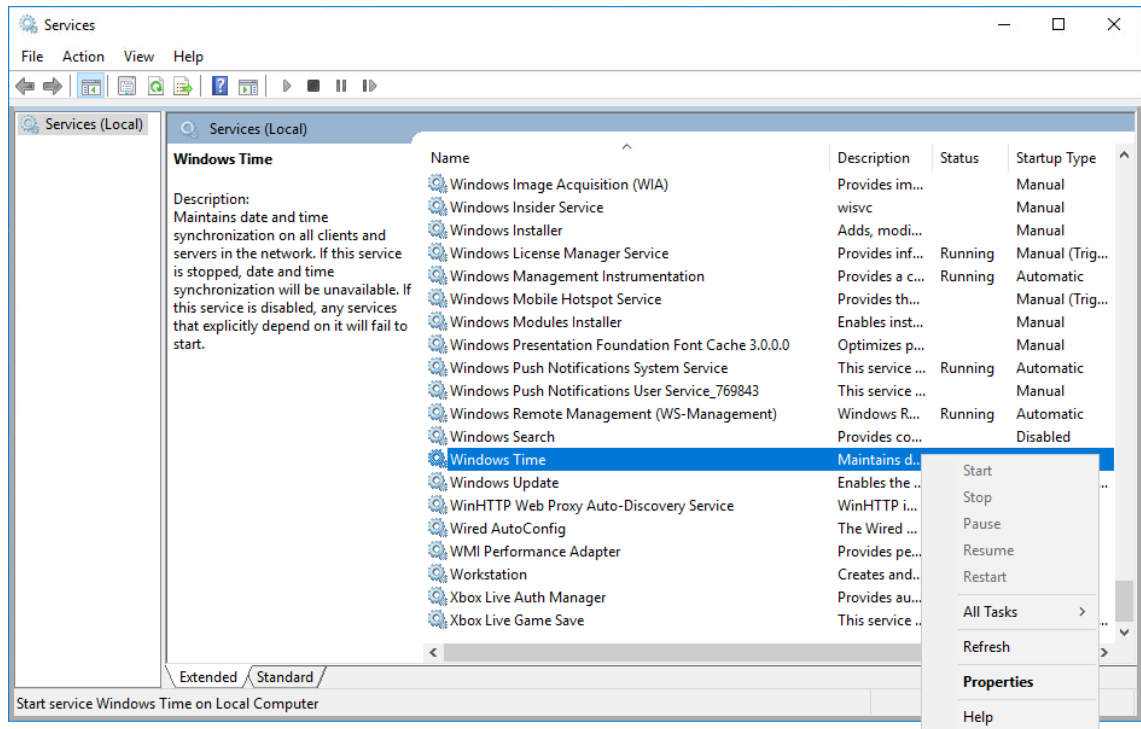 Services
File Action View Help
Services (Local)
Services (Local)
Windows Time
Description:
Maintains date and time
synchronization on all clients and
servers in the network. If this service
is stopped, date and time
synchronization will be unavailable. If
this service is disabled, any services
that explicitly depend on it will fail to
start.
Name Description Status Startup Type
Windows Image Acquisition (WIA) Provides im... Manual
Windows Insider Service wisvc Manual
Windows Installer Adds, modi... Manual
Windows License Manager Service Provides inf... Running Manual (Trig...
Windows Management Instrumentation Provides a c... Running Automatic
Windows Mobile Hotspot Service Provides th... Manual (Trig...
Windows Modules Installer Enables inst... Manual
Windows Presentation Foundation Font Cache 3.0.0.0 Optimizes p... Manual
Windows Push Notifications System Service This service ... Running Automatic
Windows Push Notifications User Service_769843 This service ... Manual
Windows Remote Management (WS-Management) Windows R... Running Automatic
Windows Search Provides co... Disabled
Windows Time Maintains d..
Windows Update Enables the ..
WinHTTP Web Proxy Auto-Discovery Service WinHTTP i...
Wired AutoConfig The Wired ...
WMI Performance Adapter Provides pe...
Workstation Creates and..
Xbox Live Auth Manager Provides au...
Xbox Live Game Save This service ..
Start
Stop
Pause
Resume
Restart
All Tasks
Refresh
Properties
Help
Extended Standard
Start service Windows Time on Local Computer